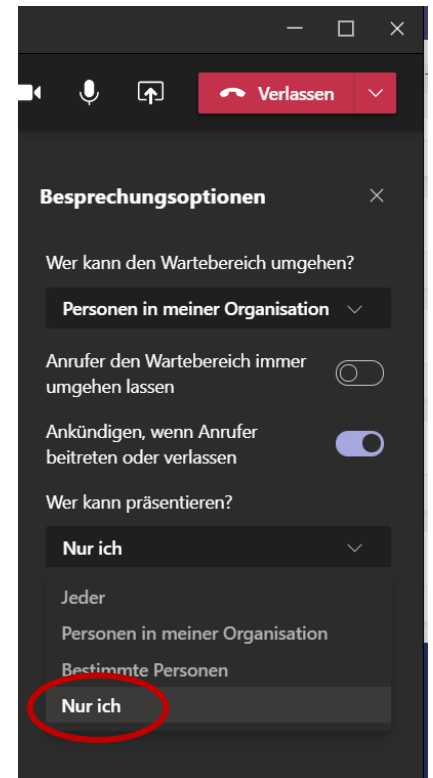 Verlassen
Besprechungsoptionen
Wer kann den Wartebereich umgehen?
Personen in meiner Organisation
Anrufer den Wartebereich immer
umgehen lassen
Ankündigen, wenn Anrufer
beitreten oder verlassen
Wer kann präsentieren?
Nur ich
Jeder
Personen in meiner Organisation
Bestimmte Personen
Nur ich